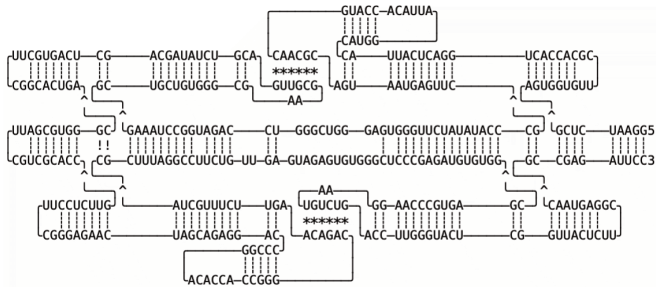 GUACC ACAUUA
CAUGG
UUCGUGACU CG ACGAUAUCU GCA CAACGC CA UUACUCAGG UCACCACGC
******
CGGCACUGA GC UGCUGUGGG CG GUUGCG AGU AAUGAGUUC AGUGGUGUU
AA
^ ^ ^ ^
UUAGCGUGG GC GAAAUCCGGUAGAC CU GGGCUGG GAGUGGGUUCUAUAUACC CG GCUC UAAGG5
!!
CGUCGCACC CG CUUUAGGCCUUCUG UU GA GUAGAGUGUGGGCUCCCGAGAUGUGUGG GC CGAG AUUCC3
^ ^ ^ ^
AA
UUCCUCUUG AUCGUUUCU UGA UGUCUG GG AACCCGUGA GC CAAUGAGGC
******
CGGGAGAAC UAGCAGAGG AC ACAGAC ACC UUGGGUACU CG GUUACUCUU
GGCCC
ACACCA CCGGG